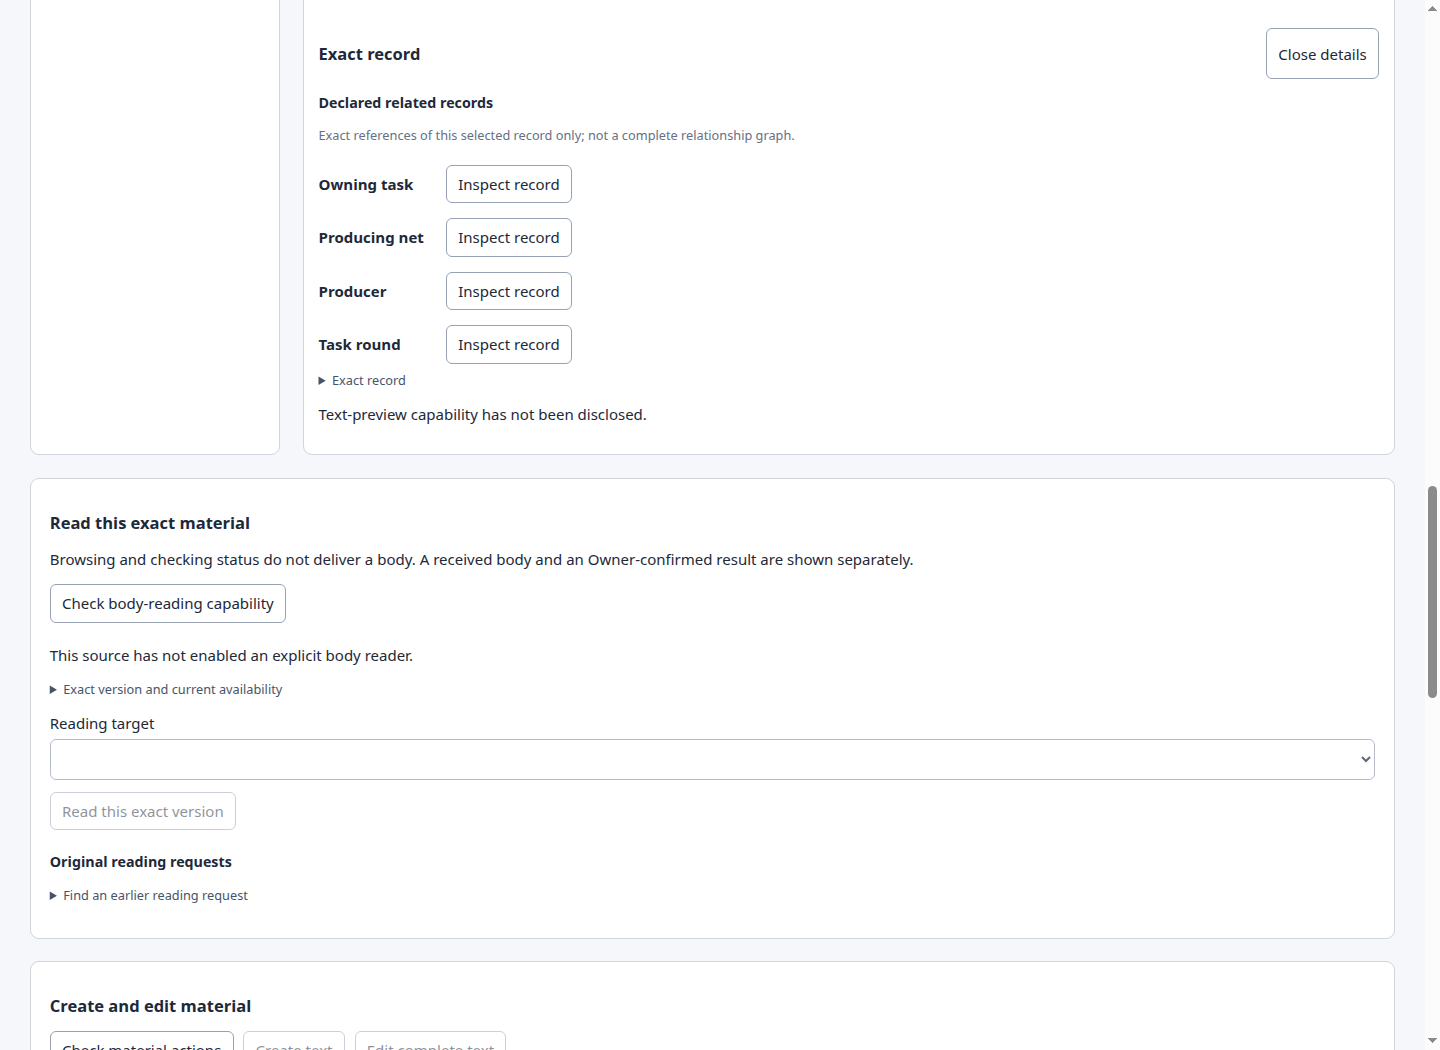 Exact record
Close details
Declared related records
Exact references of this selected record only; not a complete relationship graph.
Owning task
Inspect record
Producing net
Inspect record
Producer
Inspect record
Task round
Inspect record
Exact record
Text-preview capability has not been disclosed.
Read this exact material
Browsing and checking status do not deliver a body. A received body and an Owner-confirmed result are shown separately.
Check body-reading capability
This source has not enabled an explicit body reader.
Exact version and current availability
Reading target
Read this exact version
Original reading requests
Find an earlier reading request
Create and edit material
Check material actions
Create text
Edit complete text